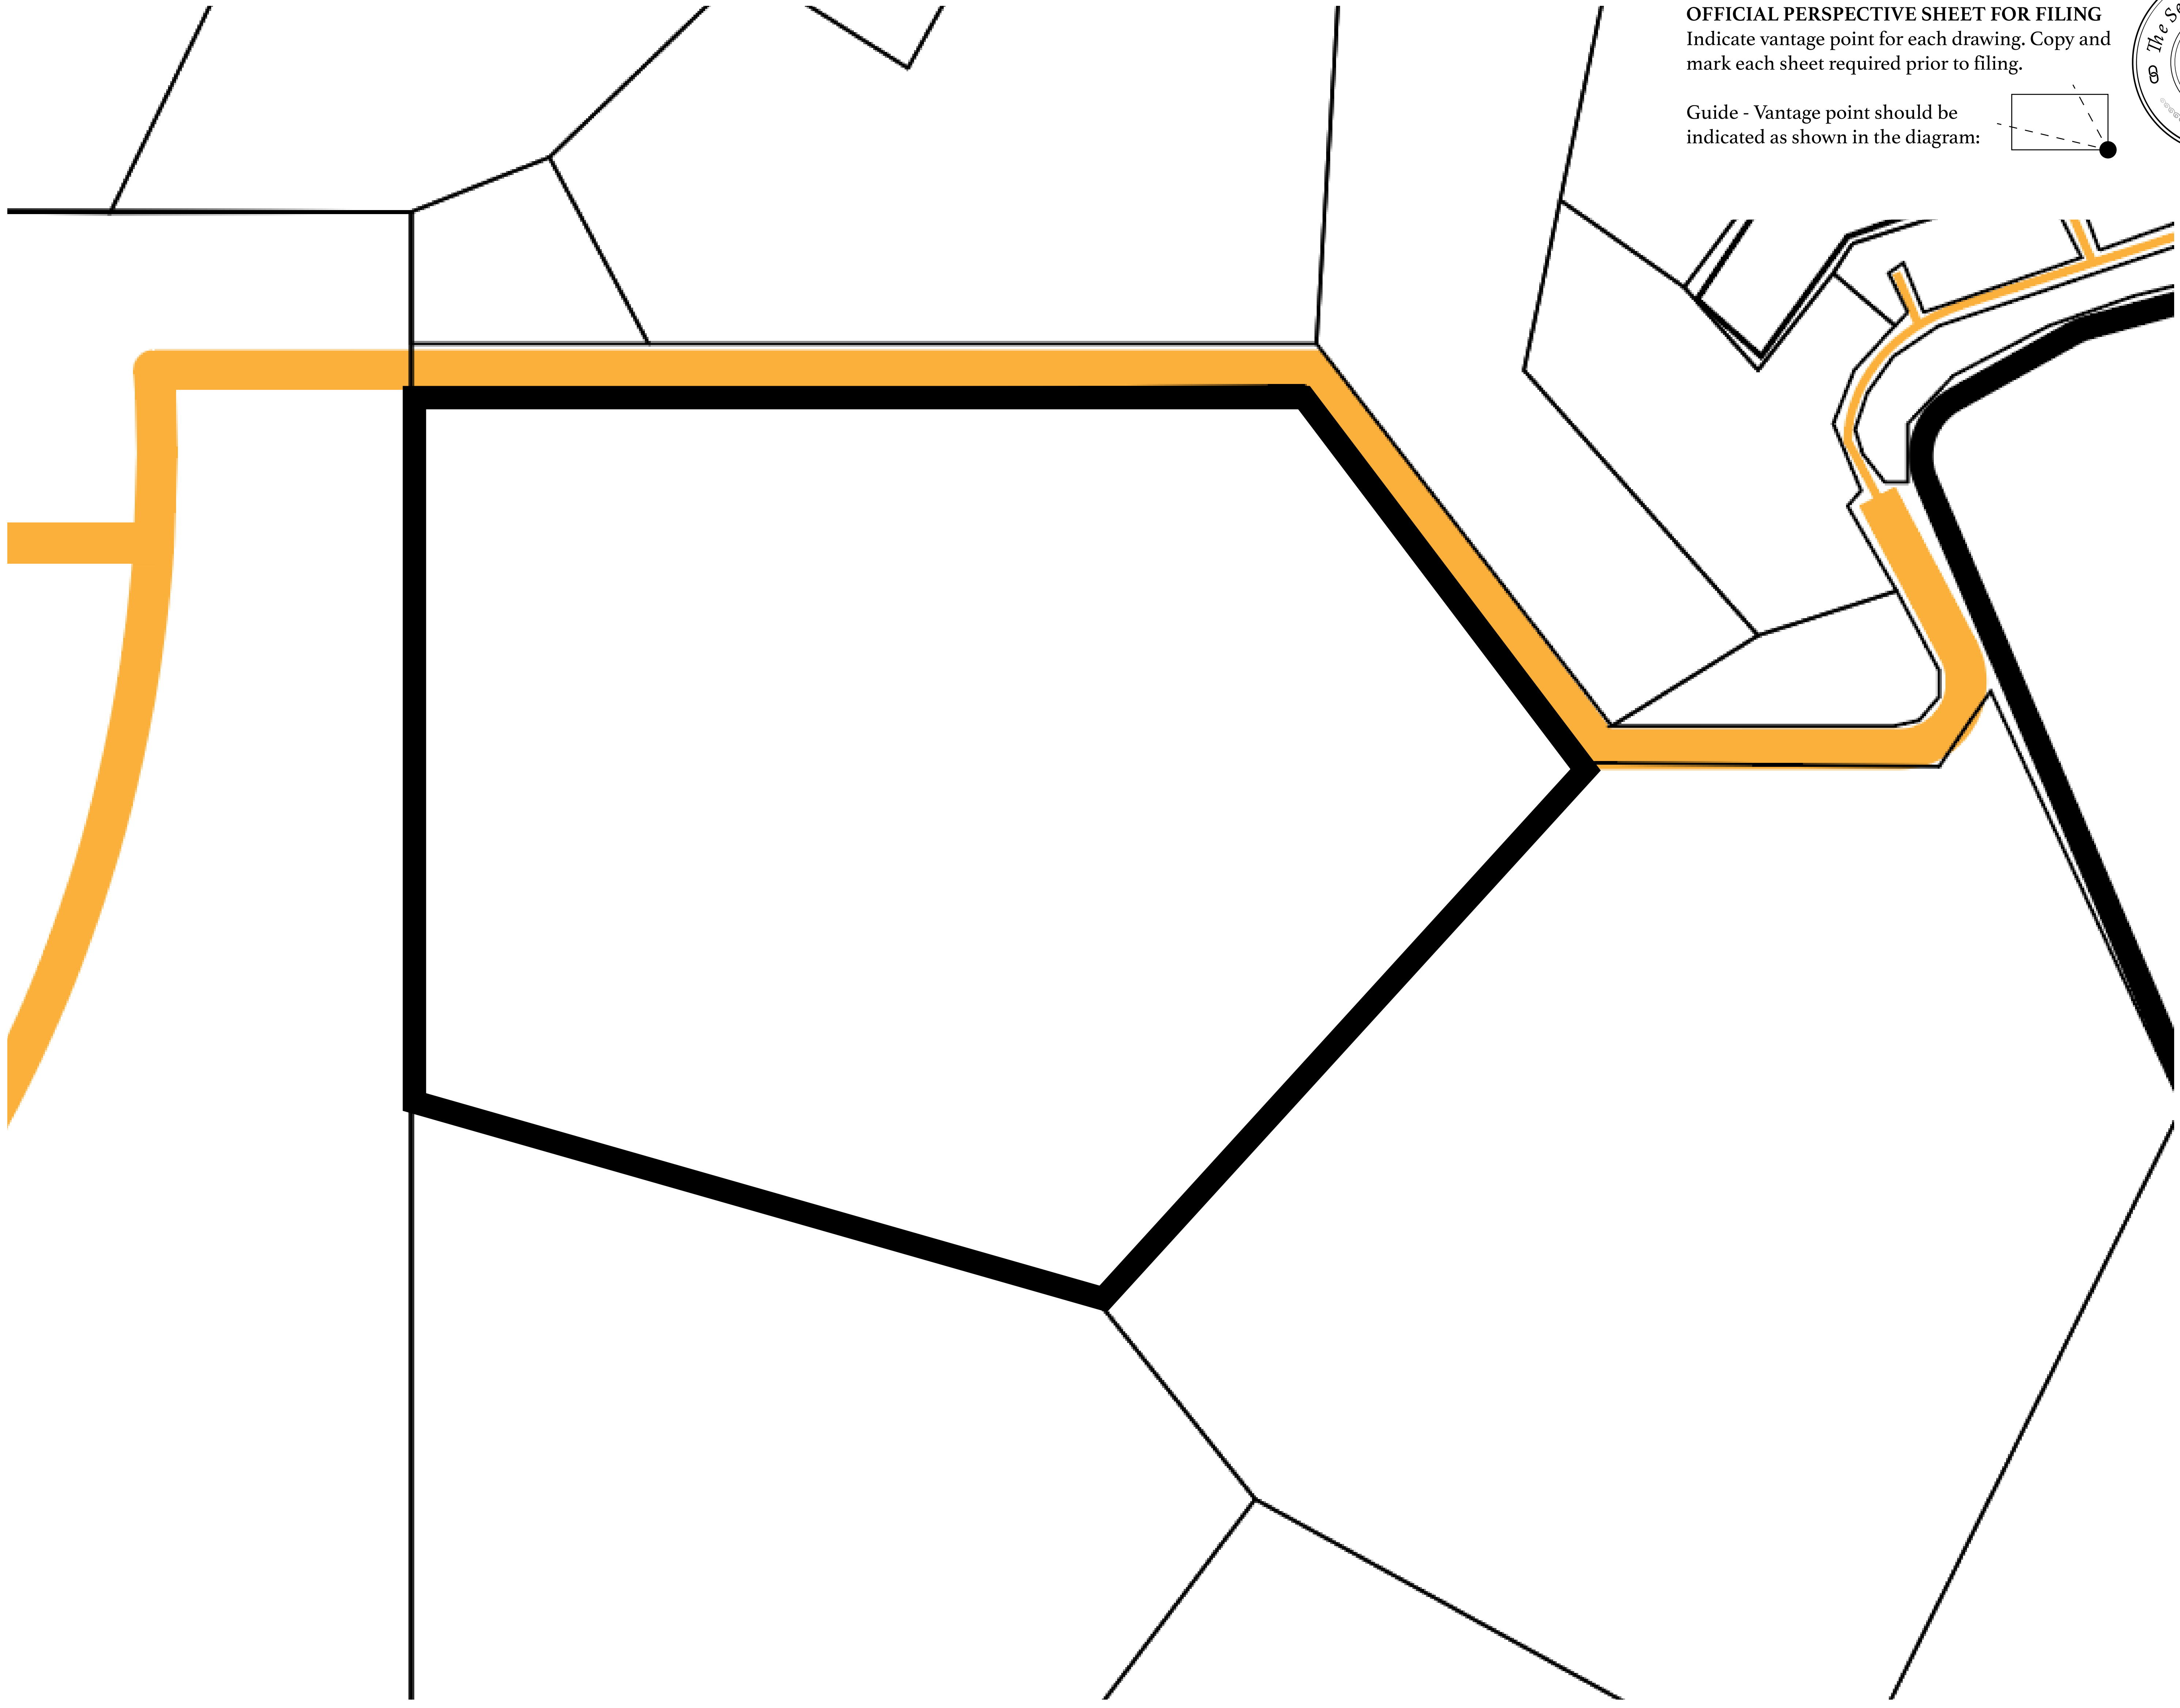 OFFICIAL PERSPECTIVE SHEET FOR FILING
Indicate vantage point for each drawing. Copy and
mark each sheet required prior to filing.
Guide - Vantage point should be
indicated as shown in the diagram:
The